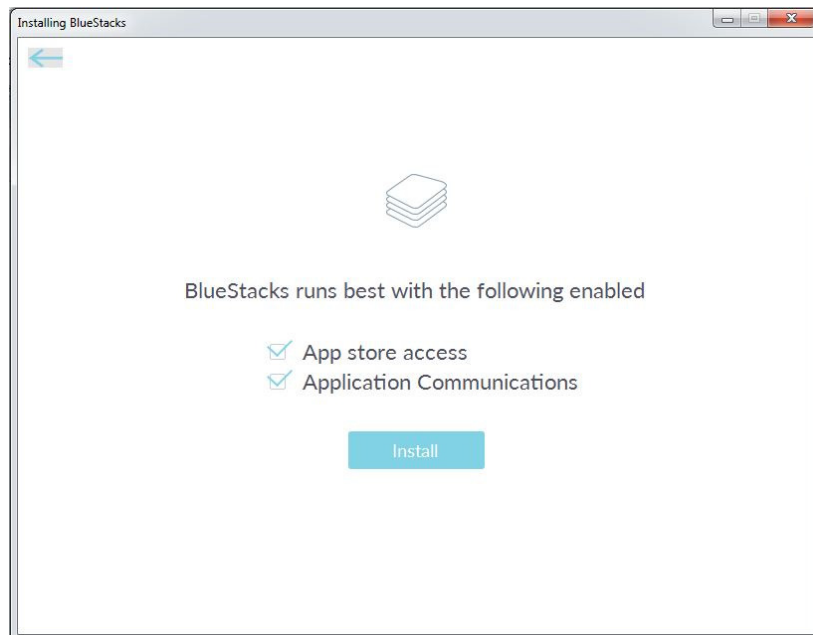 Installing BlueStacks
BlueStacks runs best with the following enabled
App store access
Application Communications
Install